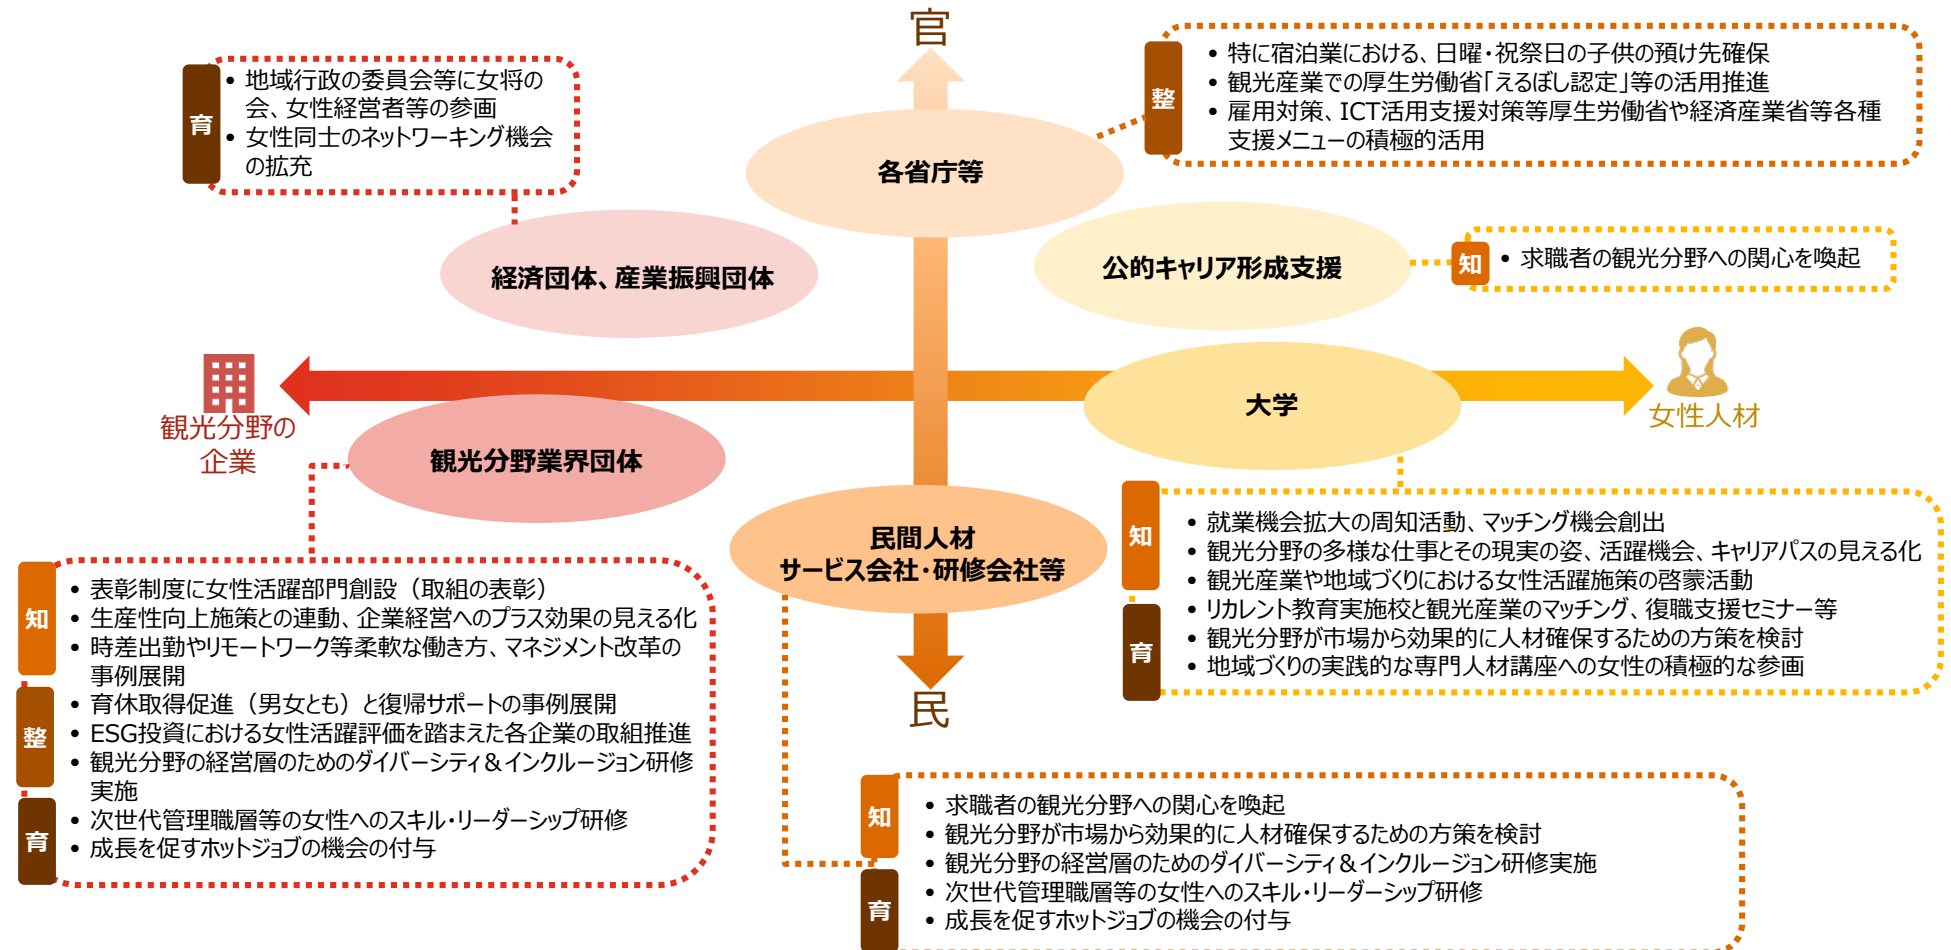 官
育
• 地域行政の委員会等に女将の
会、女性経営者等の参画
• 女性同士のネットワーキング機会
の拡充
整
• 特に宿泊業における、日曜・祝祭日の子供の預け先確保
• 観光産業での厚生労働省「えるぼし認定」等の活用推進
• 雇用対策、ICT活用支援対策等厚生労働省や経済産業省等各種
支援メニューの積極的活用
各省庁等
経済団体、産業振興団体
公的キャリア形成支援
知
• 求職者の観光分野への関心を喚起
観光分野の
企業
大学
女性人材
観光分野業界団体
民間人材
サービス会社・研修会社等
民
知
育
• 就業機会拡大の周知活動、マッチング機会創出
• 観光分野の多様な仕事とその現実の姿、活躍機会、キャリアパスの見える化
• 観光産業や地域づくりにおける女性活躍施策の啓蒙活動
• リカレント教育実施校と観光産業のマッチング、復職支援セミナー等
• 観光分野が市場から効果的に人材確保するための方策を検討
• 地域づくりの実践的な専門人材講座への女性の積極的な参画
知
整
育
• 表彰制度に女性活躍部門創設（取組の表彰）
• 生産性向上施策との連動、企業経営へのプラス効果の見える化
• 時差出勤やリモートワーク等柔軟な働き方、マネジメント改革の
事例展開
• 育休取得促進（男女とも）と復帰サポートの事例展開
• ESG投資における女性活躍評価を踏まえた各企業の取組推進
• 観光分野の経営層のためのダイバーシティ＆インクルージョン研修
実施
• 次世代管理職層等の女性へのスキル・リーダーシップ研修
• 成長を促すホットジョブの機会の付与
知
育
• 求職者の観光分野への関心を喚起
• 観光分野が市場から効果的に人材確保するための方策を検討
• 観光分野の経営層のためのダイバーシティ＆インクルージョン研修実施
• 次世代管理職層等の女性へのスキル・リーダーシップ研修
• 成長を促すホットジョブの機会の付与